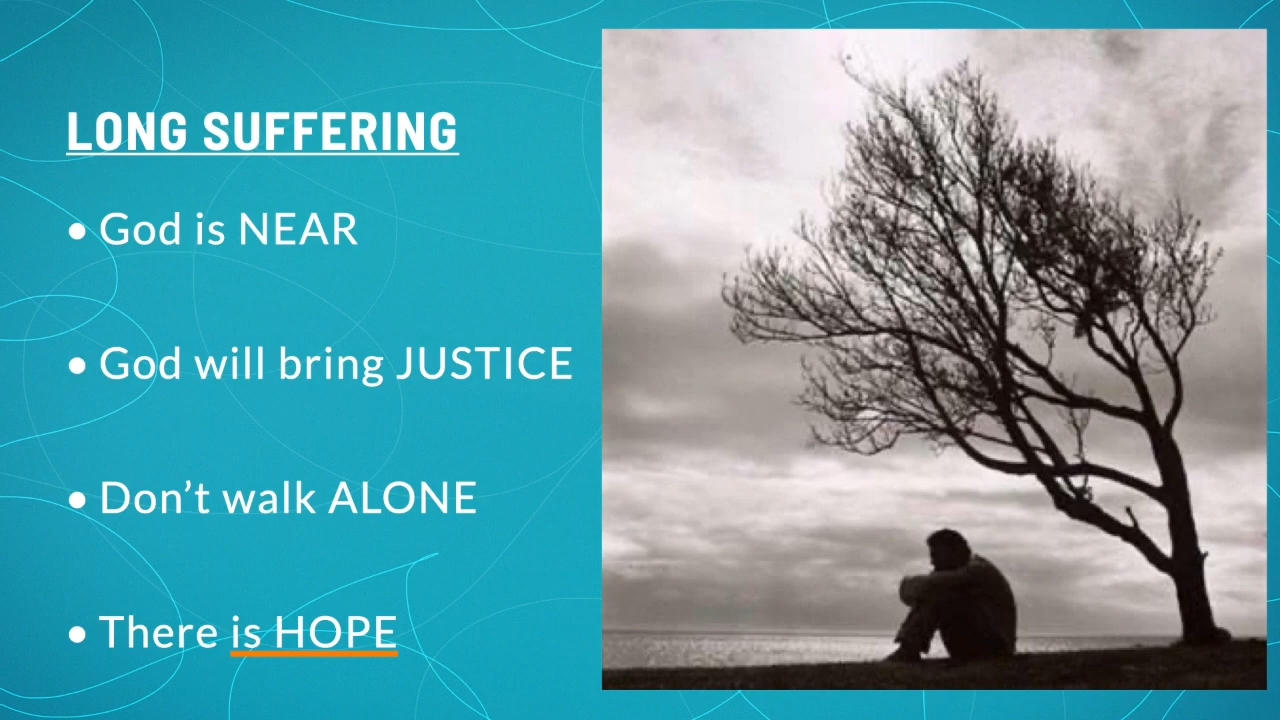 LONG SUFFERING
• God is NEAR
• God will bring JUSTICE
• Don’t walk ALONE
• There is HOPE